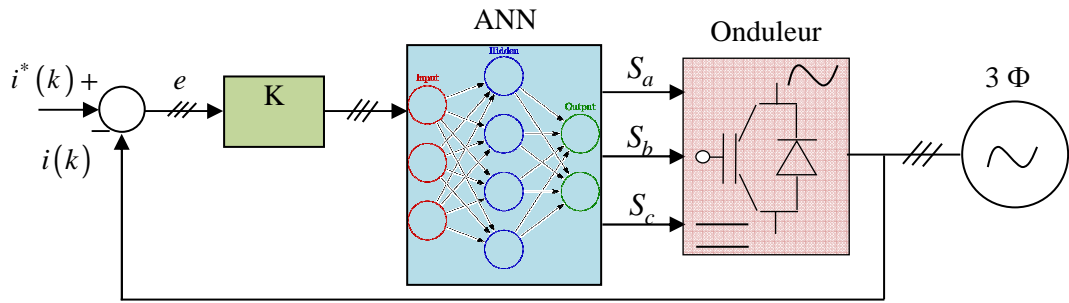 ANN
Onduleur
i*(k) +
e
K
Input
Hidden
Output
S_a
3 Φ
S_b
−
i(k)
S_c